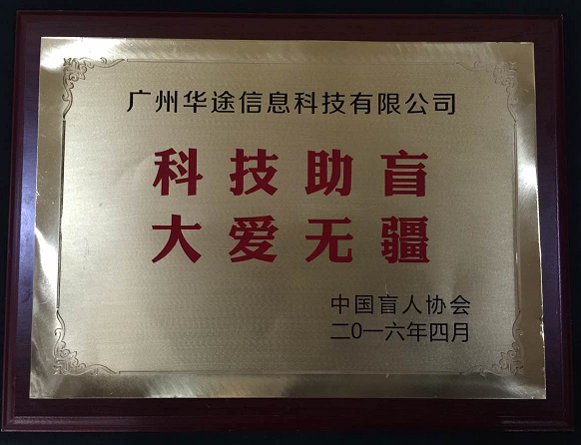 广州华途信息科技有限公司
科技助盲
大爱无疆
中国盲人协会
二0一六年四月